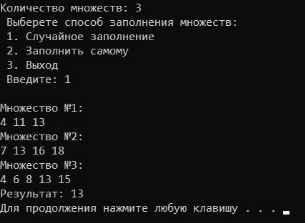 Количество множеств: 3
Выберете способ заполнения множеств:
1. Случайное заполнение
2. Заполнить самому
3. Выход
Введите: 1
Множество №1:
4 11 13
Множество №2:
7 13 16 18
Множество №3:
4 6 8 13 15
Результат: 13
Для продолжения нажмите любую клавишу . . .